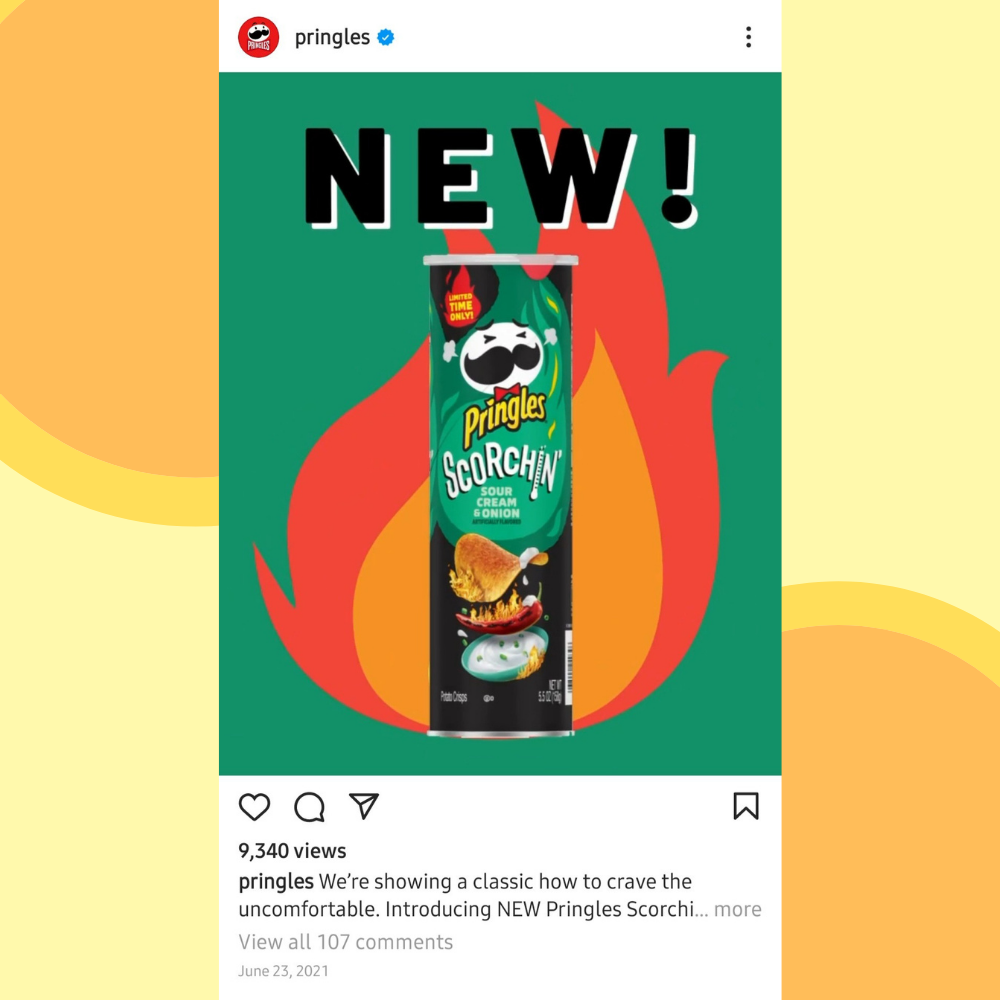 PRINGLES
pringles
NEW!
LIMITED
TIME
ONLY!
Pringles
SCORCHIN'
SOUR
CREAM
& ONION
ARTIFICIALLY FLAVORED
Potato Crisps
NET WT
5.5 OZ (158g)
9,340 views
pringles We’re showing a classic how to crave the
uncomfortable. Introducing NEW Pringles Scorchi... more
View all 107 comments
June 23, 2021